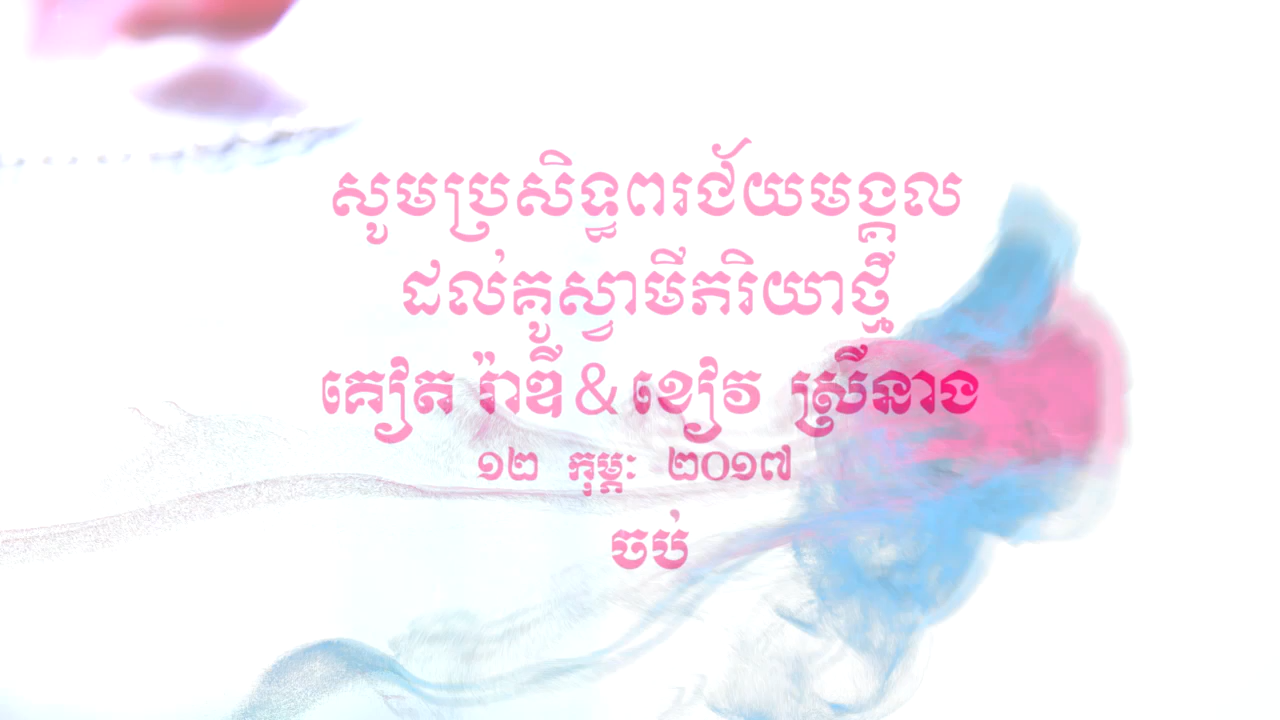 សូមប្រសិទ្ធពរជ័យមង្គល
ដល់គូស្វាមីភរិយាថ្មី
គៀត រ៉ាឌី & ខៀវ ស្រីនាង
១២ កុម្ភៈ ២០១៧
ចប់